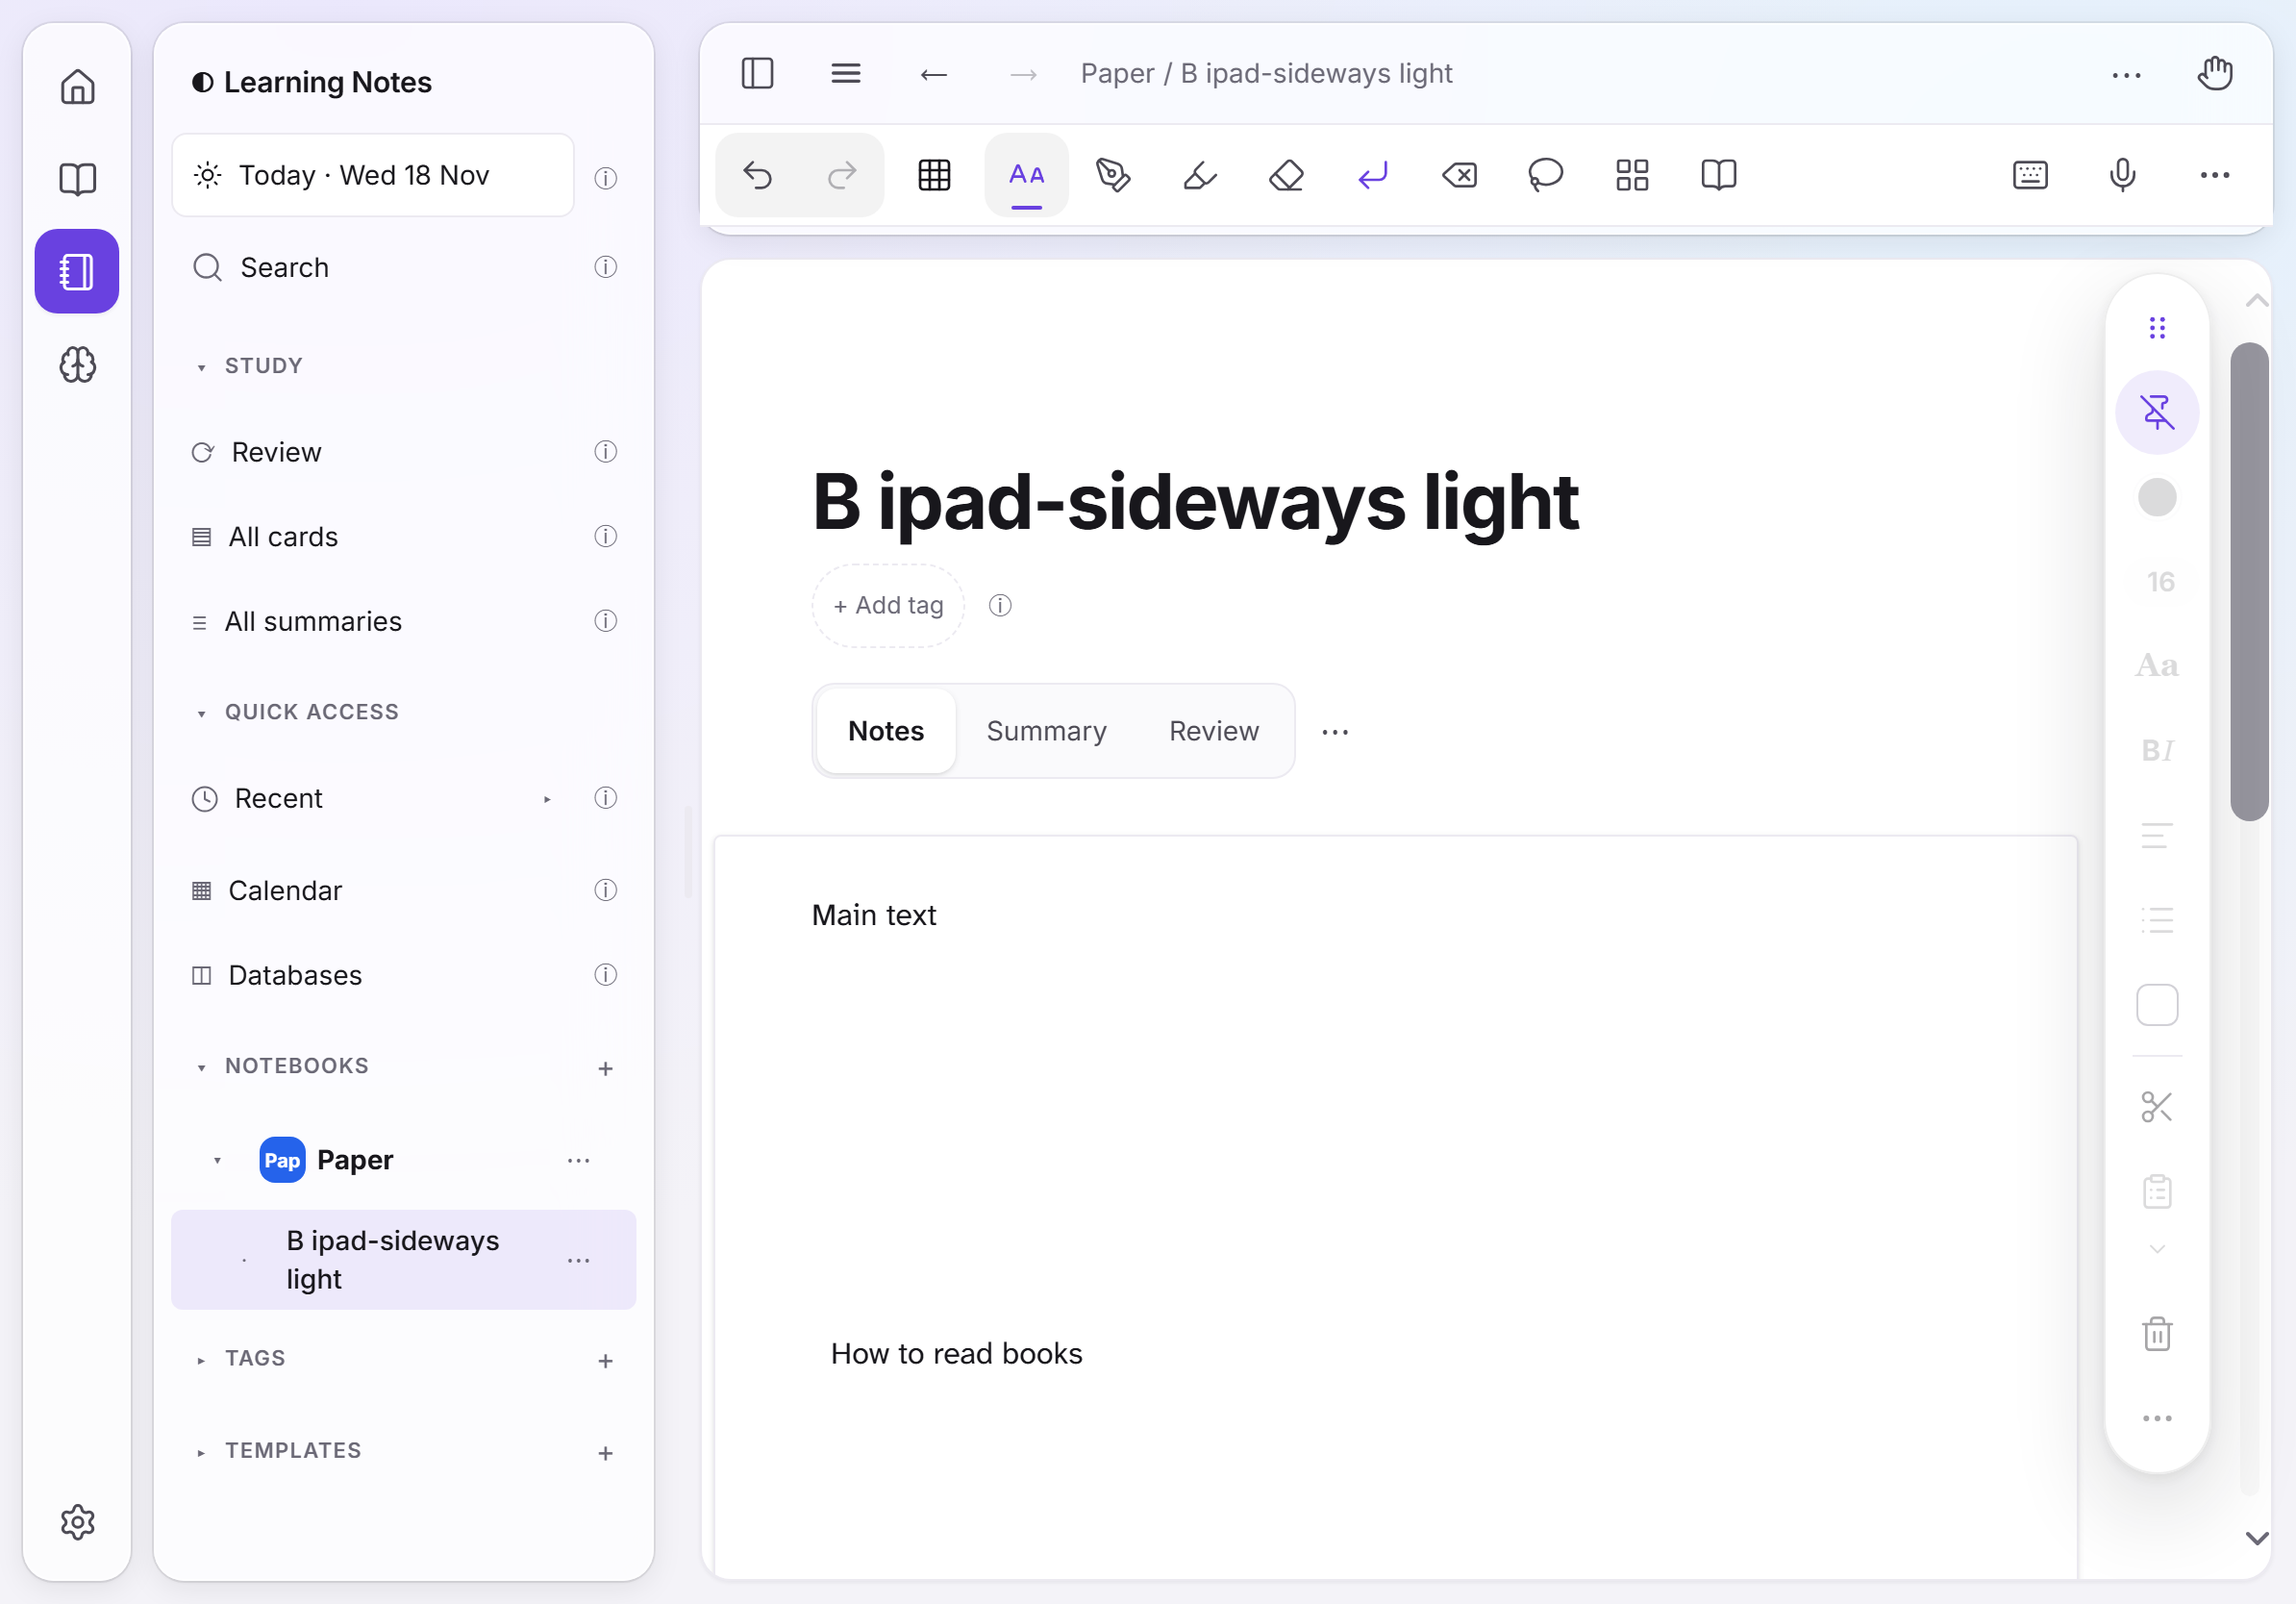 Learning Notes
Today · Wed 18 Nov
Search
STUDY
Review
All cards
All summaries
QUICK ACCESS
Recent
Calendar
Databases
NOTEBOOKS
Pap Paper
B ipad-sideways
light
TAGS
TEMPLATES
Paper / B ipad-sideways light
AA
B ipad-sideways light
+ Add tag
Notes Summary Review
Main text
How to read books
16
Aa
BI